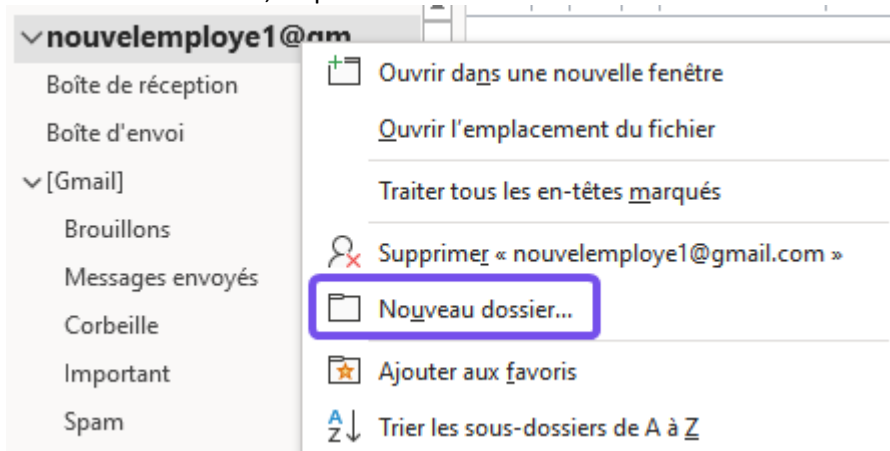 nouvelemploye1@gm
Boîte de réception
Boîte d'envoi
[Gmail]
Brouillons
Messages envoyés
Corbeille
Important
Spam
Ouvrir dans une nouvelle fenêtre
Ouvrir l'emplacement du fichier
Traiter tous les en-têtes marqués
Supprimer « nouvelemploye1@gmail.com »
Nouveau dossier...
Ajouter aux favoris
Trier les sous-dossiers de A à Z